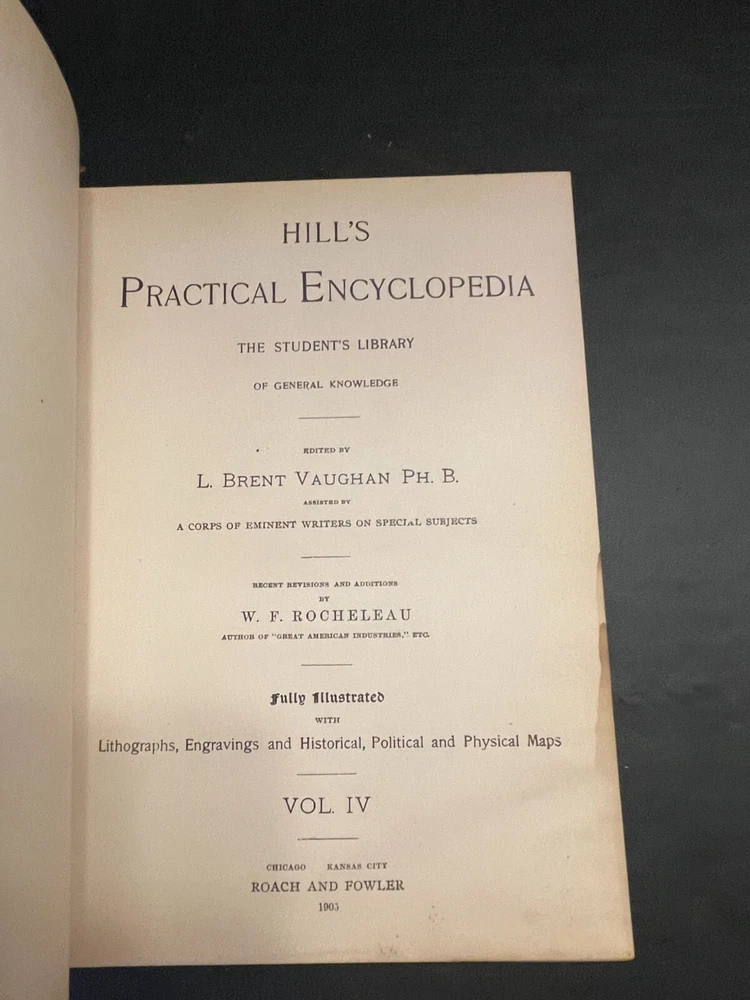 HILL'S
PRACTICAL ENCYCLOPEDIA
THE STUDENT'S LIBRARY
OF GENERAL KNOWLEDGE
EDITED BY
L. BRENT VAUGHAN PH. B.
ASSISTED BY
A CORPS OF EMINENT WRITERS ON SPECIAL SUBJECTS
RECENT REVISIONS AND ADDITIONS
BY
W. F. ROCHELEAU
AUTHOR OF "GREAT AMERICAN INDUSTRIES," ETC.
Fully Illustrated
WITH
Lithographs, Engravings and Historical, Political and Physical Maps
VOL. IV
CHICAGO KANSAS CITY
ROACH AND FOWLER